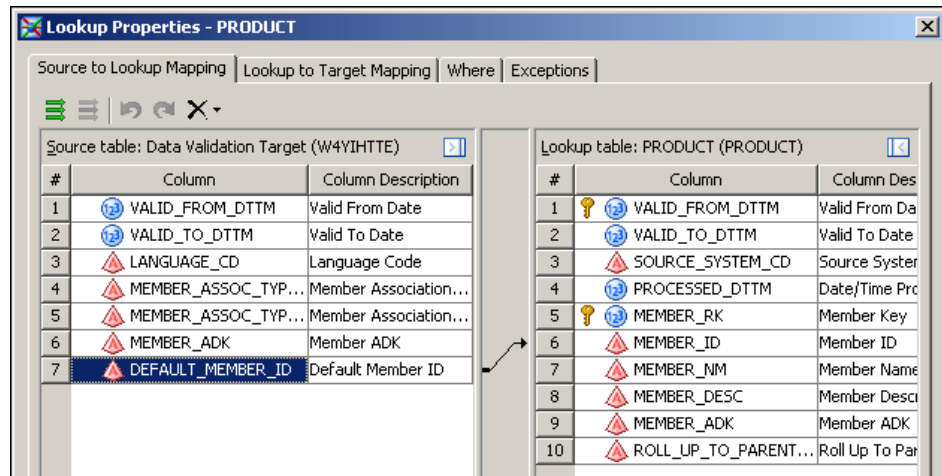 Lookup Properties - PRODUCT
Source to Lookup Mapping Lookup to Target Mapping Where Exceptions
Source table: Data Validation Target (W4YIHTTE)
# Column Column Description
1 VALID_FROM_DTTM Valid From Date
2 VALID_TO_DTTM Valid To Date
3 LANGUAGE_CD Language Code
4 MEMBER_ASSOC_TYP... Member Association...
5 MEMBER_ASSOC_TYP... Member Association...
6 MEMBER_ADK Member ADK
7 DEFAULT_MEMBER_ID Default Member ID
Lookup table: PRODUCT (PRODUCT)
# Column Column Des
1 VALID_FROM_DTTM Valid From Da
2 VALID_TO_DTTM Valid To Date
3 SOURCE_SYSTEM_CD Source System
4 PROCESSED_DTTM Date/Time Pro
5 MEMBER_RK Member Key
6 MEMBER_ID Member ID
7 MEMBER_NM Member Name
8 MEMBER_DESC Member Descr
9 MEMBER_ADK Member ADK
10 ROLL_UP_TO_PARENT... Roll Up To Par